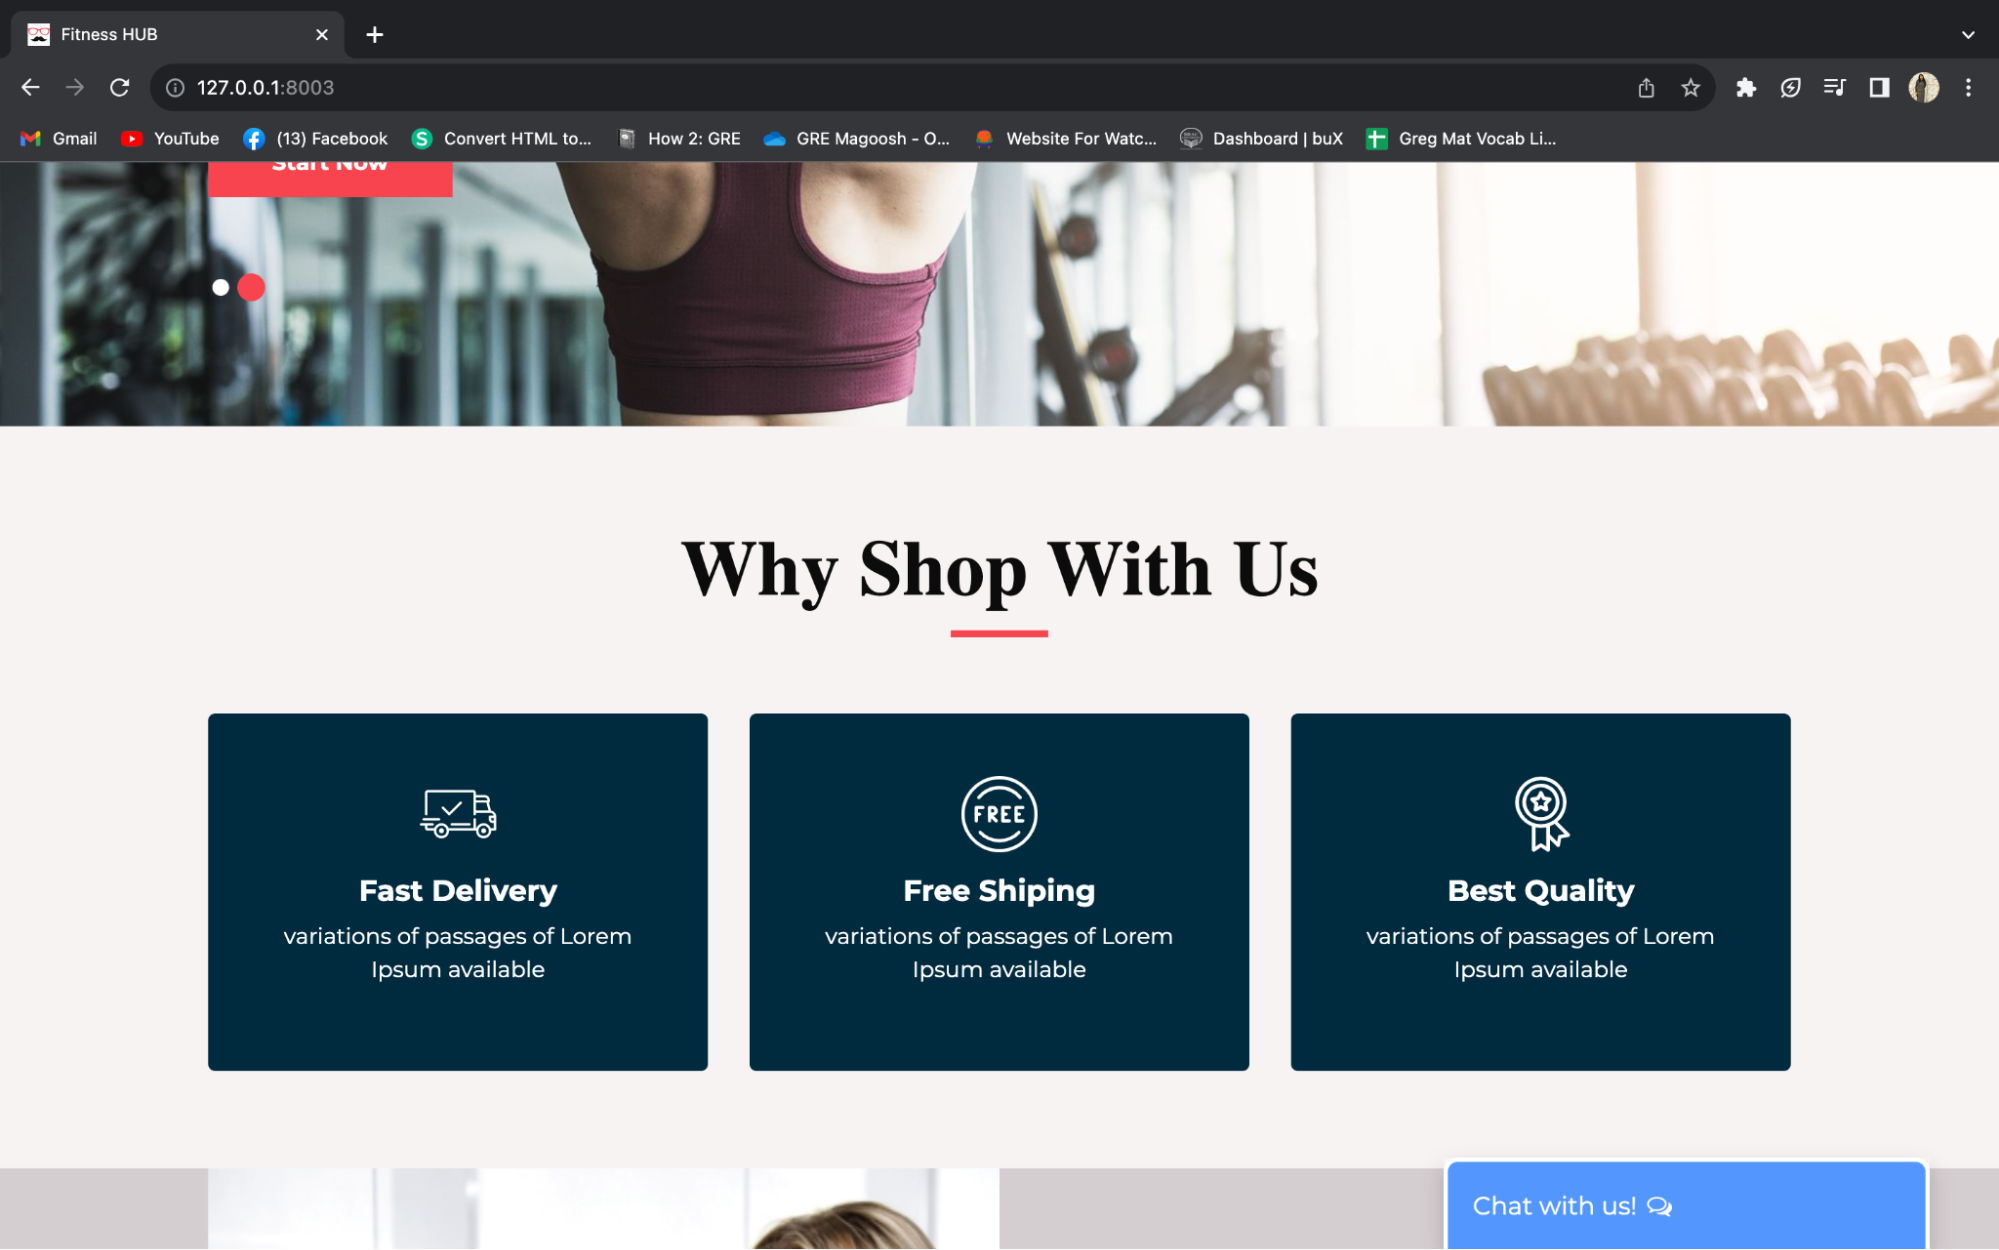 Fitness HUB
127.0.0.1:8003
Gmail YouTube (13) Facebook Convert HTML to... How 2: GRE GRE Magoosh - O... Website For Watc... Dashboard | buX Greg Mat Vocab Li...
Start Now
Why Shop With Us
FREE
Fast Delivery
variations of passages of Lorem
Ipsum available
Free Shiping
variations of passages of Lorem
Ipsum available
Best Quality
variations of passages of Lorem
Ipsum available
Chat with us!